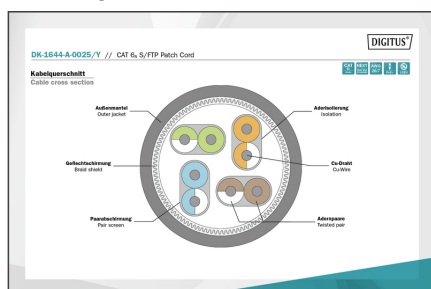 DIGITUS®
DK-1644-A-0025/Y // CAT 6A S/FTP Patch Cord
Kabelquerschnitt
Cable cross section
Außenmantel
Outer jacket
Aderisolierung
Isolation
Geflechtschirmung
Braid shield
Cu-Draht
Cu-Wire
Paarabschirmung
Pair screen
Adernpaare
Twisted pair